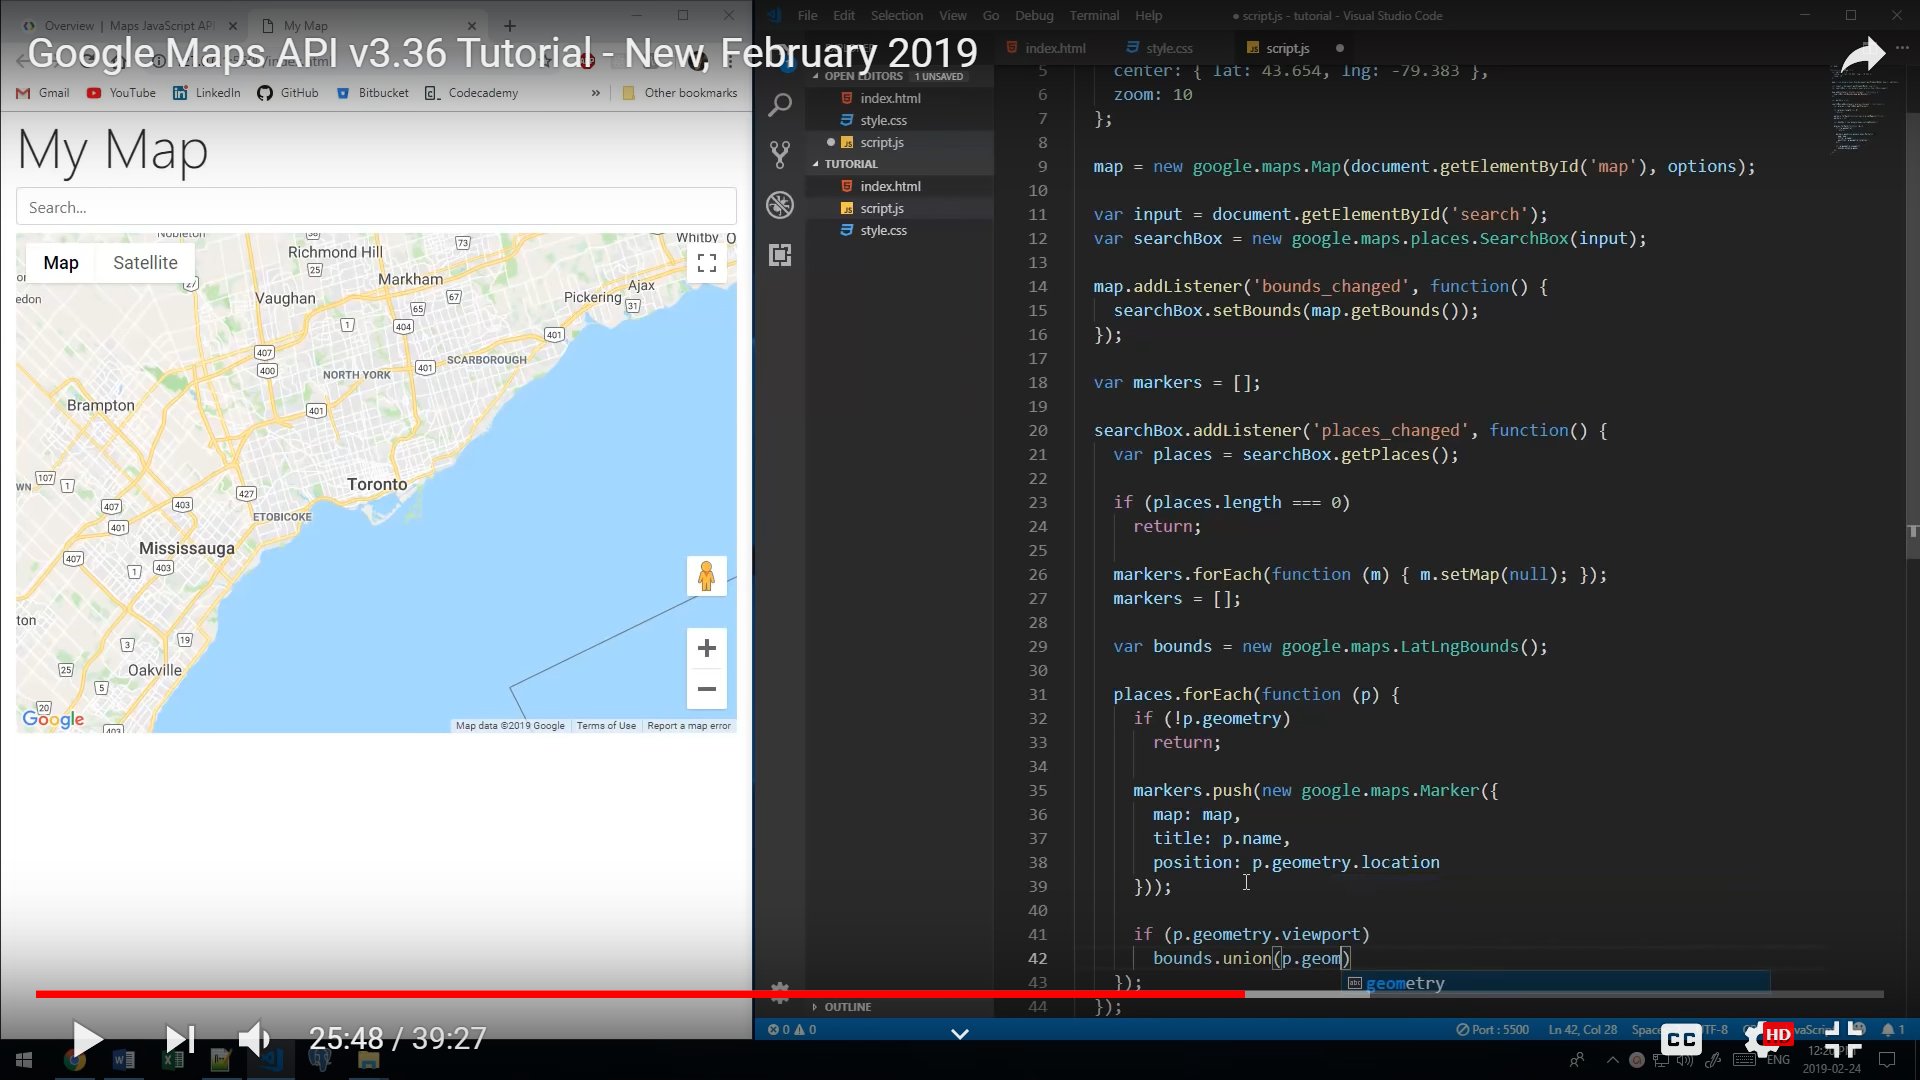 Overview | Maps JavaScript AP
My Map
Google Maps API v3.36 Tutorial - New, February 2019
Gmail
YouTube
LinkedIn
GitHub
Bitbucket
Codecademy
»
Other bookmarks
My Map
Search...
Map
Satellite
Richmond Hill
Whitby
Markham
Vaughan
Pickering
Ajax
edon
SCARBOROUGH
NORTH YORK
Brampton
Toronto
ETOBICOKE
Mississauga
ton
Oakville
Google
Map data ©2019 Google
Terms of Use
Report a map error
File Edit Selection View Go Debug Terminal Help
● script.js - tutorial - Visual Studio Code
index.html
style.css
script.js
OPEN EDITORS 1 UNSAVED
index.html
style.css
script.js
TUTORIAL
index.html
script.js
style.css
OUTLINE
5 center: { lat: 43.654, lng: -79.383 },
6 zoom: 10
7 };
8
9 map = new google.maps.Map(document.getElementById('map'), options);
10
11 var input = document.getElementById('search');
12 var searchBox = new google.maps.places.SearchBox(input);
13
14 map.addListener('bounds_changed', function() {
15 searchBox.setBounds(map.getBounds());
16 });
17
18 var markers = [];
19
20 searchBox.addListener('places_changed', function() {
21 var places = searchBox.getPlaces();
22
23 if (places.length === 0)
24 return;
25
26 markers.forEach(function (m) { m.setMap(null); });
27 markers = [];
28
29 var bounds = new google.maps.LatLngBounds();
30
31 places.forEach(function (p) {
32 if (!p.geometry)
33 return;
34
35 markers.push(new google.maps.Marker({
36 map: map,
37 title: p.name,
38 position: p.geometry.location
39 }));
40
41 if (p.geometry.viewport)
42 bounds.union(p.geom)
43 });
geometry
44 });
0 0
Port : 5500
Ln 42, Col 28
1
25:48 / 39:27
CC
HD
ENG
2019-02-24